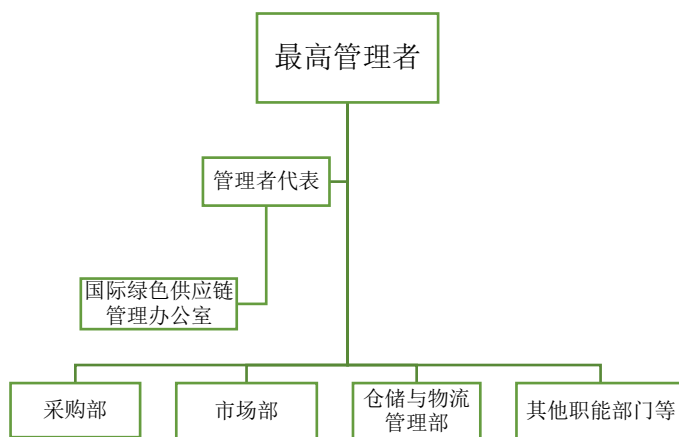 最高管理者
管理者代表
国际绿色供应链
管理办公室
采购部
市场部
仓储与物流
管理部
其他职能部门等